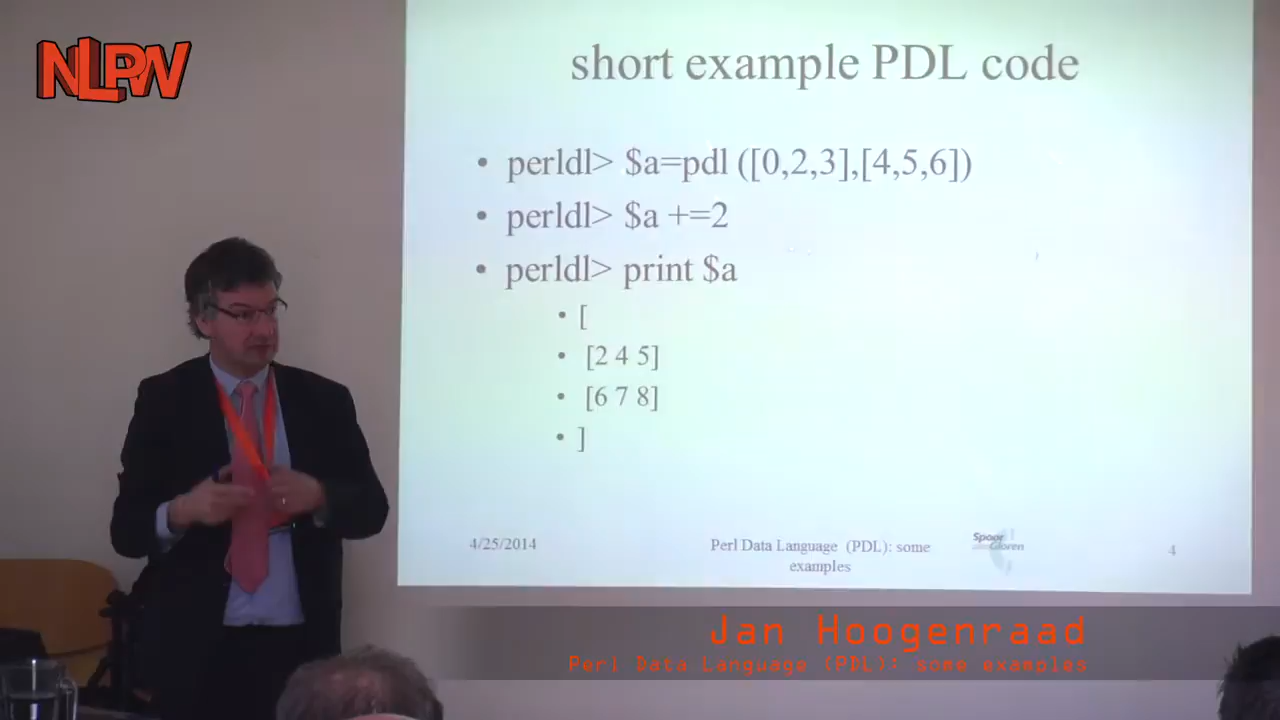 NLPW
short example PDL code
• perldl> $a=pdl ([0,2,3],[4,5,6])
• perldl> $a +=2
• perldl> print $a
• [
• [2 4 5]
• [6 7 8]
• ]
4/25/2014
Perl Data Language (PDL): some
examples
Spoor
Gloren
4
Jan Hoogenraad
Perl Data Language (PDL): some examples